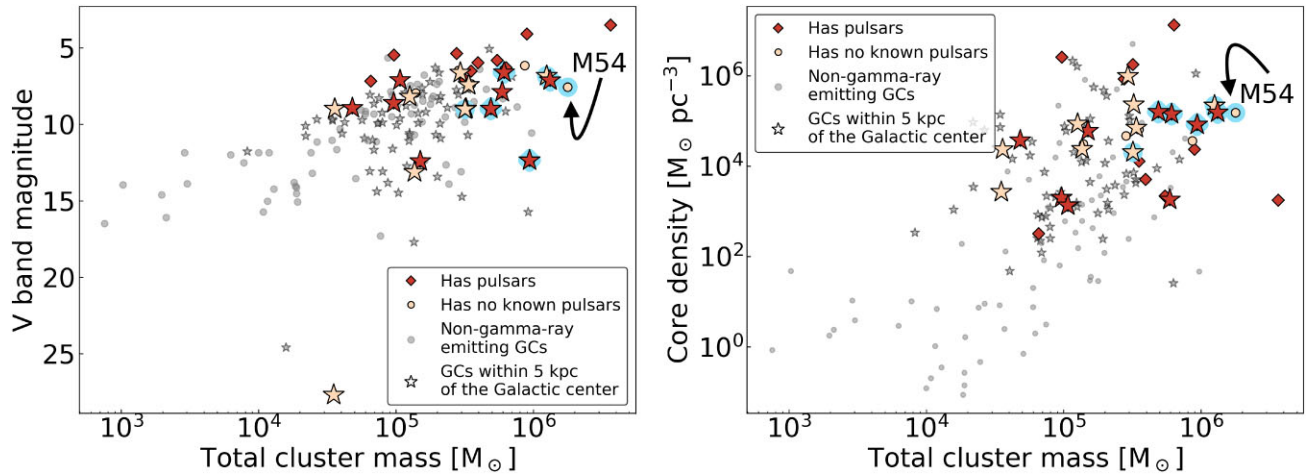 5
10
15
20
25
V band magnitude
M54
Has pulsars
Has no known pulsars
Non-gamma-ray
emitting GCs
GCs within 5 kpc
of the Galactic center
10³ 10⁴ 10⁵ 10⁶
Total cluster mass [M☉]
10⁶
10⁴
10²
10⁰
Core density [M☉ pc⁻³]
Has pulsars
Has no known pulsars
Non-gamma-ray
emitting GCs
GCs within 5 kpc
of the Galactic center
M54
10³ 10⁴ 10⁵ 10⁶
Total cluster mass [M☉]